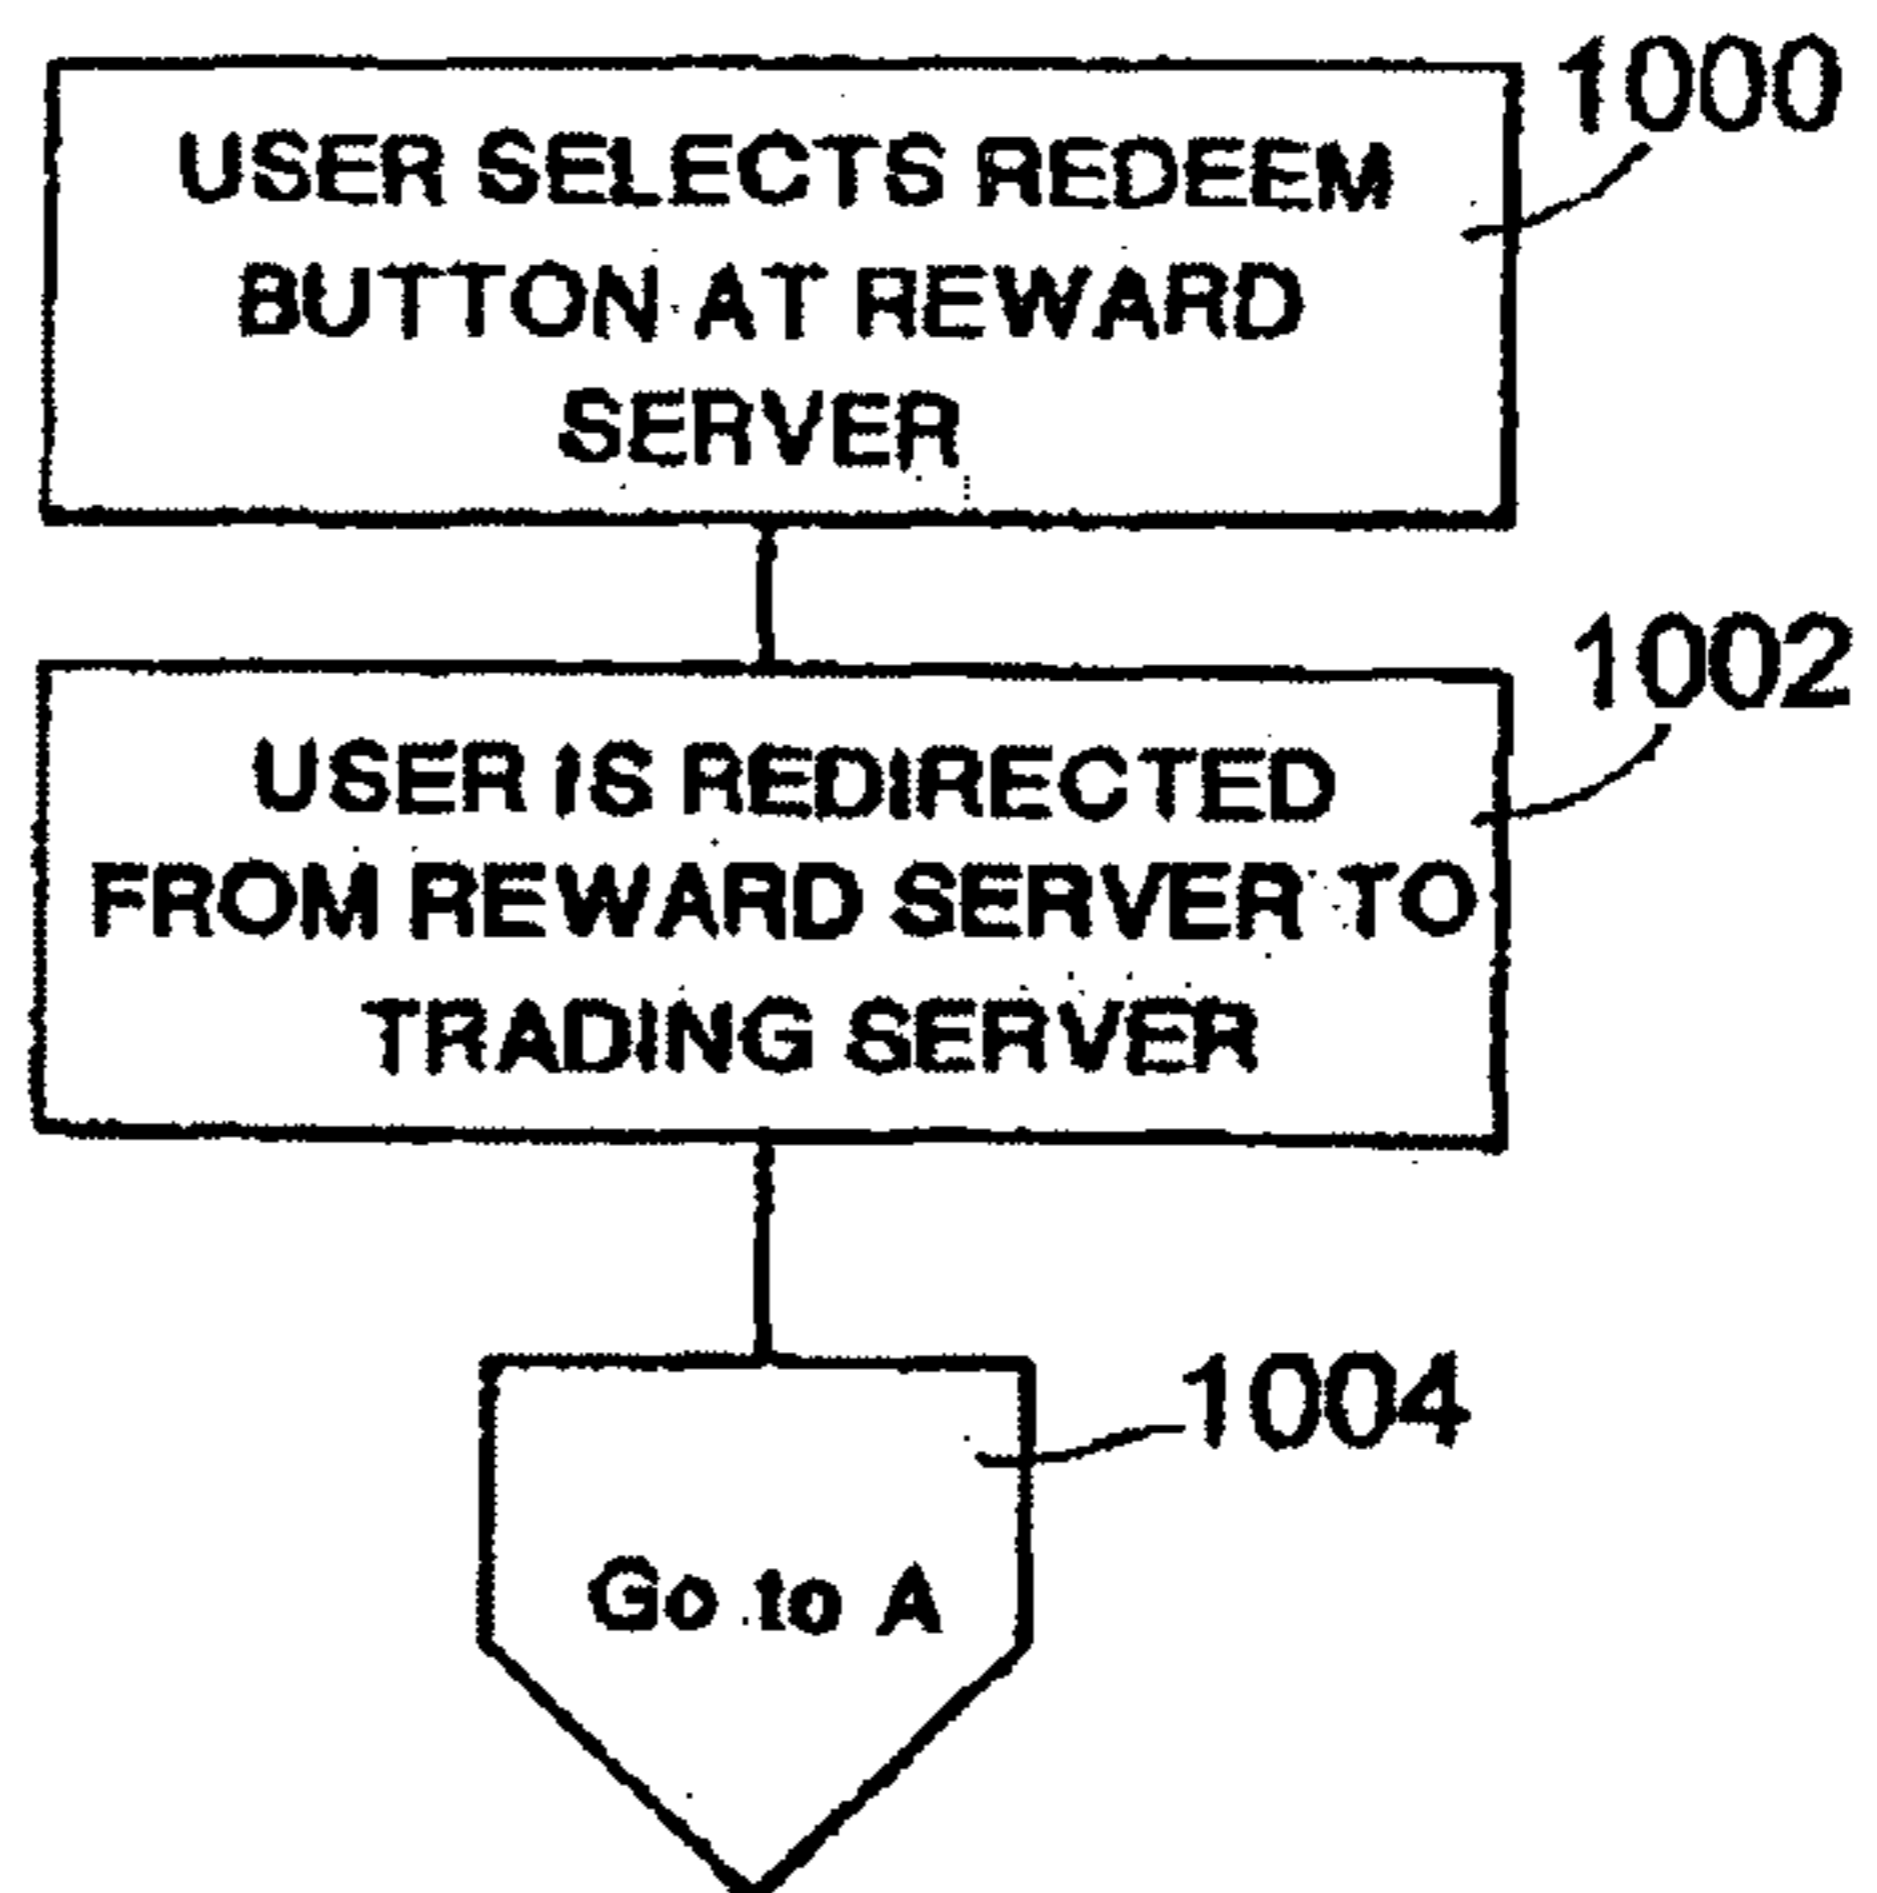 1000
USER SELECTS REDEEM
BUTTON AT REWARD
SERVER
1002
USER IS REDIRECTED
FROM REWARD SERVER TO
TRADING SERVER
1004
Go to A